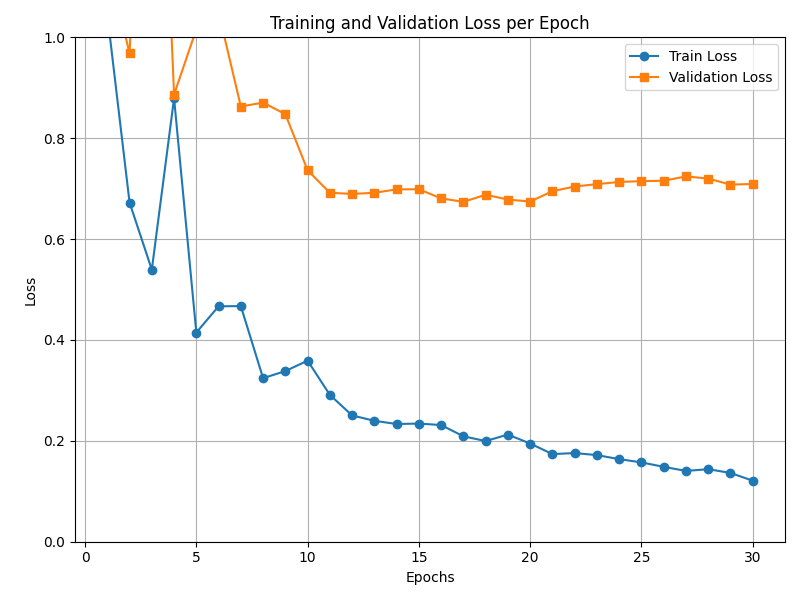 Training and Validation Loss per Epoch
Train Loss
Validation Loss
1.0
0.8
0.6
0.4
0.2
0.0
Loss
0 5 10 15 20 25 30
Epochs